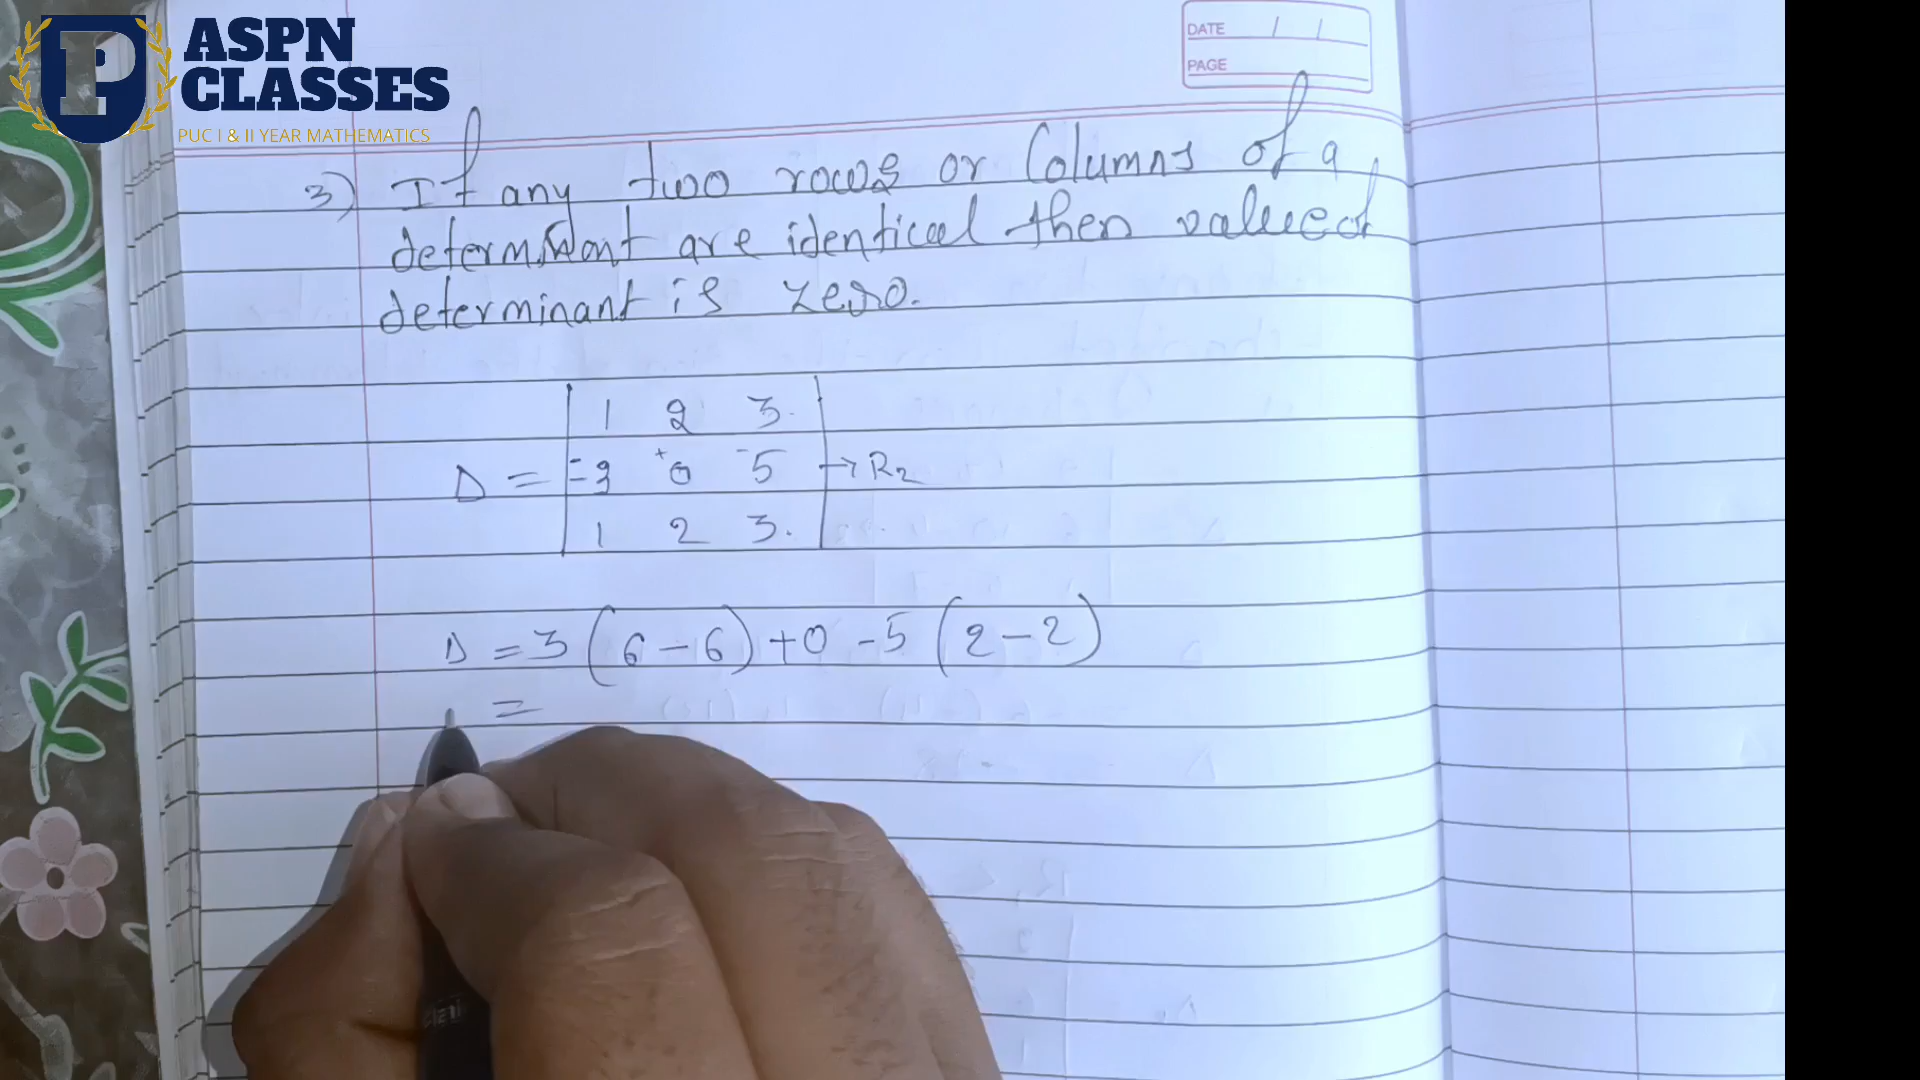 ASPN
CLASSES
PUC I & II YEAR MATHEMATICS
DATE / /
PAGE
3) If any two rows or Columns of a
determinant are identical then value of
determinant is zero.
1 2 3.
Δ = -3 +0 -5 → R2
1 2 3.
Δ = 3 (6 - 6) + 0 - 5 (2 - 2)
=